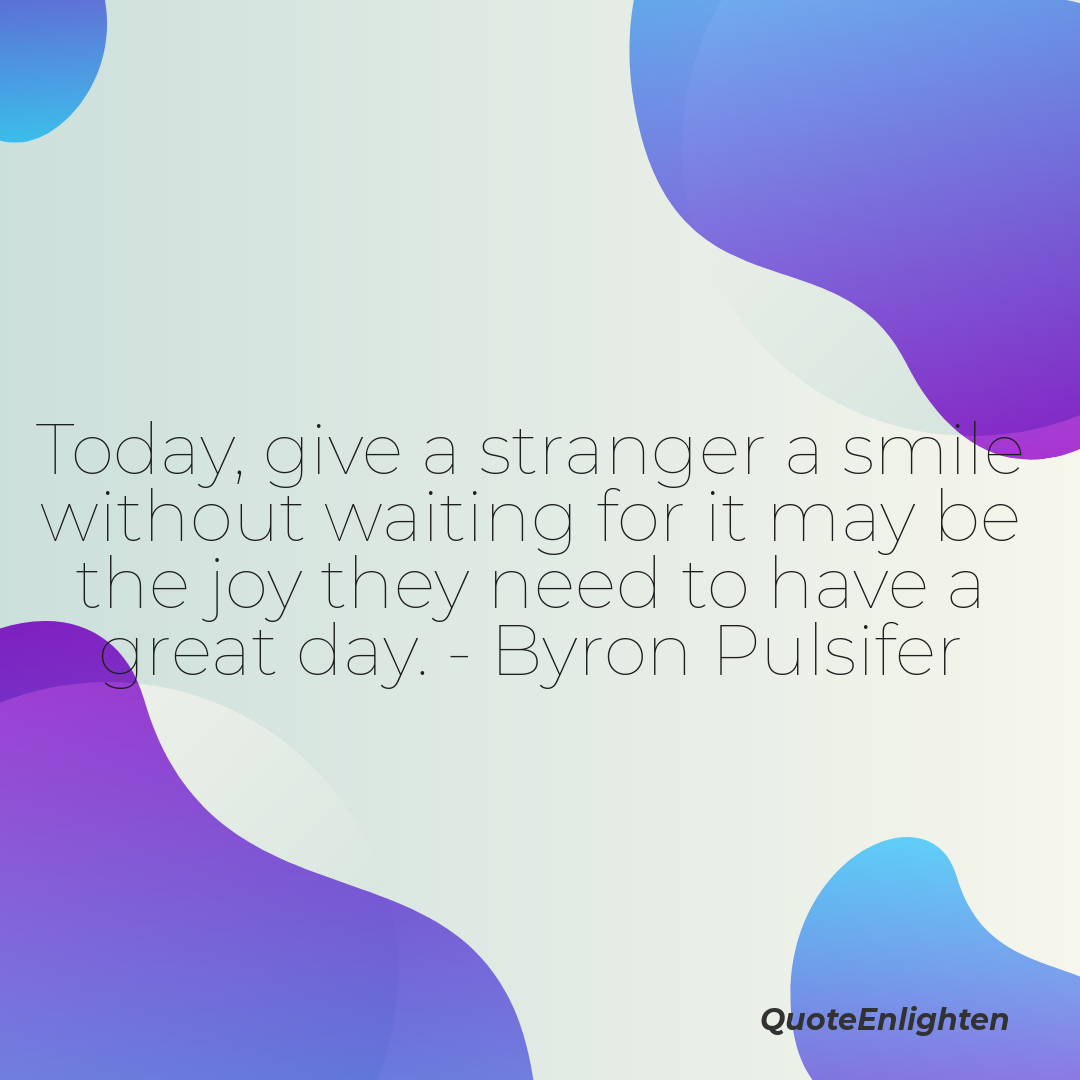 Today, give a stranger a smile
without waiting for it may be
the joy they need to have a
great day. - Byron Pulsifer
QuoteEnlighten